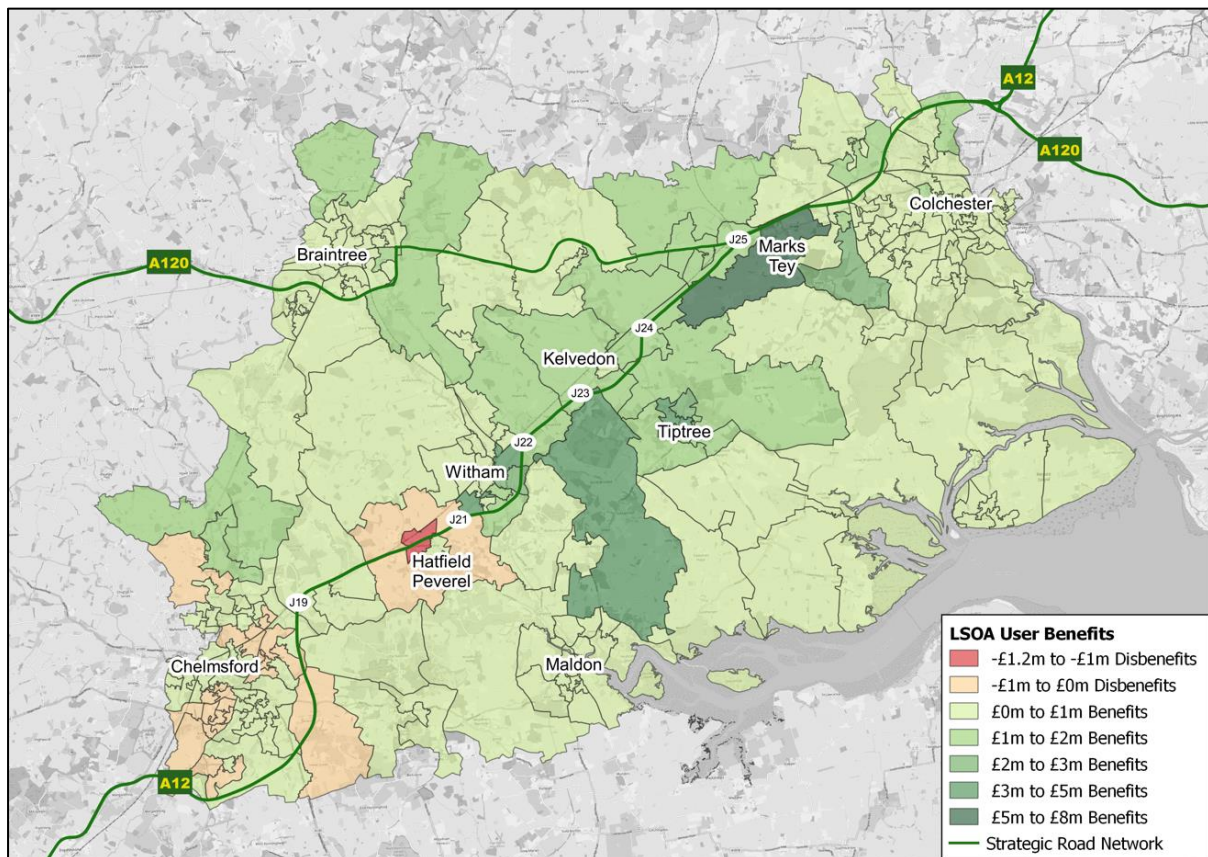 A12
A120
Colchester
J25
Marks
Tey
Braintree
A120
J24
Kelvedon
J23
Tiptree
J22
Witham
J21
Hatfield
Peverel
J19
Chelmsford
Maldon
A12
LSOA User Benefits
-£1.2m to -£1m Disbenefits
-£1m to £0m Disbenefits
£0m to £1m Benefits
£1m to £2m Benefits
£2m to £3m Benefits
£3m to £5m Benefits
£5m to £8m Benefits
Strategic Road Network